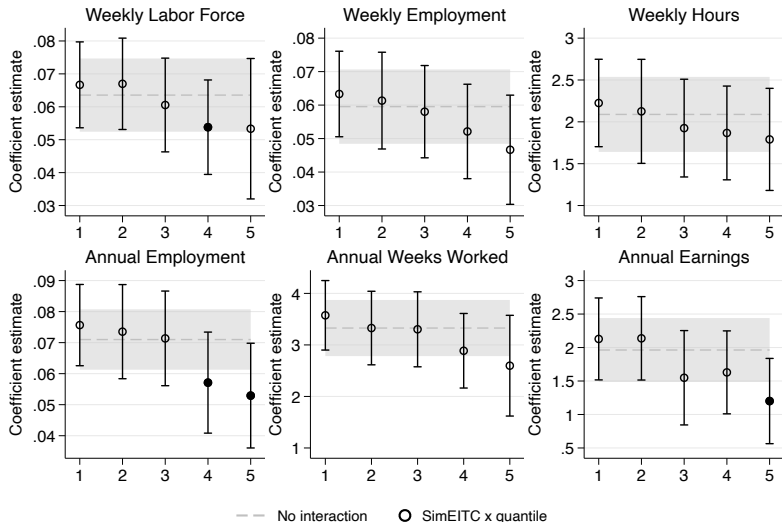 Weekly Labor Force
Coefficient estimate
.08
.07
.06
.05
.04
.03
1 2 3 4 5
Weekly Employment
Coefficient estimate
.08
.07
.06
.05
.04
.03
1 2 3 4 5
Weekly Hours
Coefficient estimate
3
2.5
2
1.5
1
1 2 3 4 5
Annual Employment
Coefficient estimate
.09
.08
.07
.06
.05
.04
1 2 3 4 5
Annual Weeks Worked
Coefficient estimate
4
3
2
1
1 2 3 4 5
Annual Earnings
Coefficient estimate
3
2.5
2
1.5
1
.5
1 2 3 4 5
No interaction SimEITC x quantile